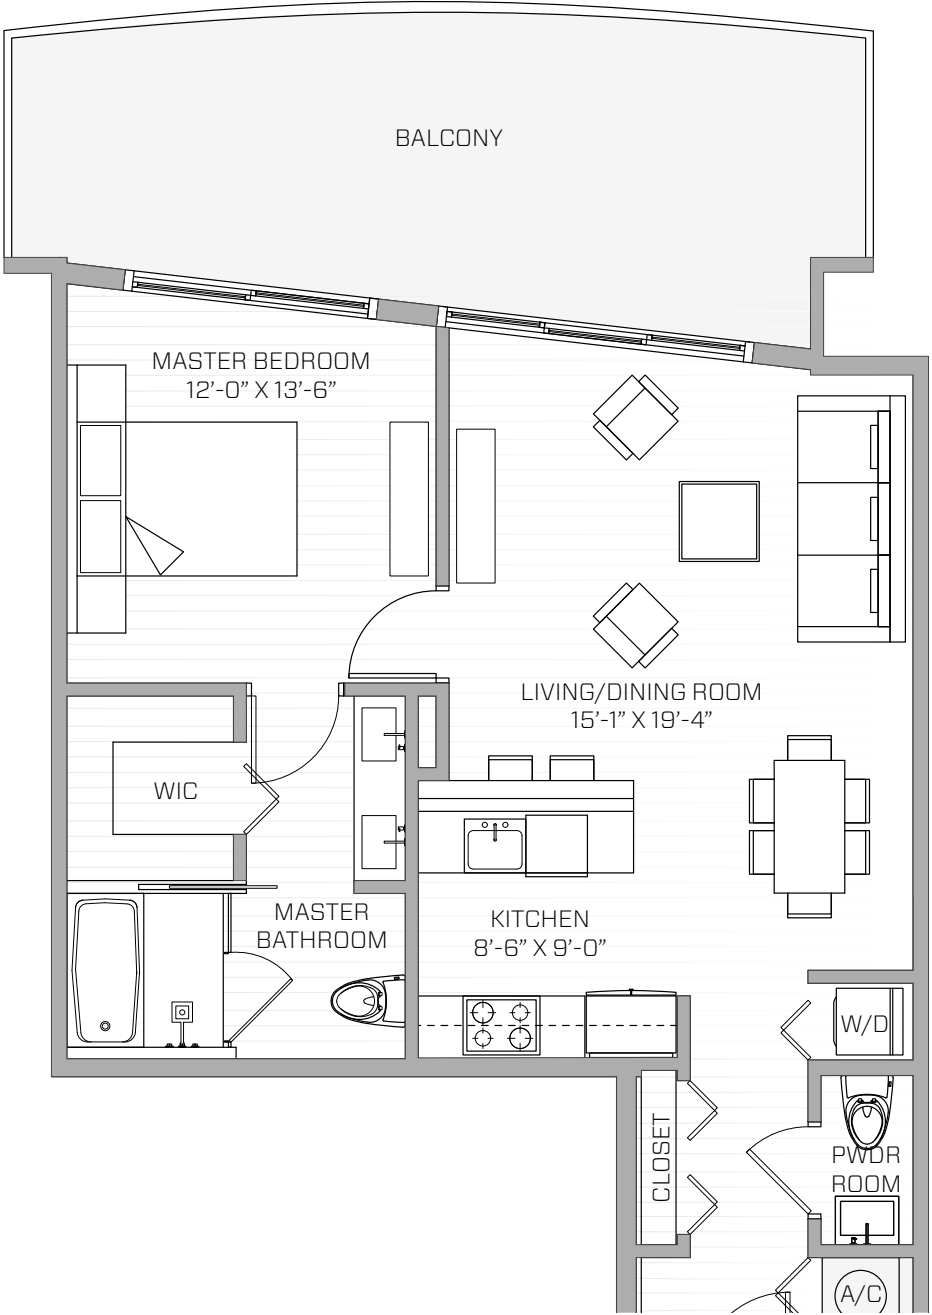 BALCONY
MASTER BEDROOM
12’-0” X 13’-6”
LIVING/DINING ROOM
15’-1” X 19’-4”
WIC
MASTER
BATHROOM
KITCHEN
8’-6” X 9’-0”
W/D
CLOSET
PWDR
ROOM
A/C